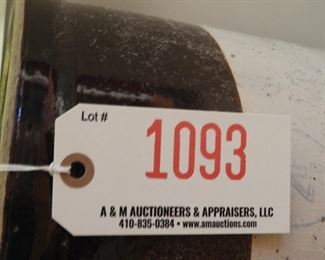 Lot #
1093
A & M AUCTIONEERS & APPRAISERS, LLC
410-835-0384 • www.amauctions.com